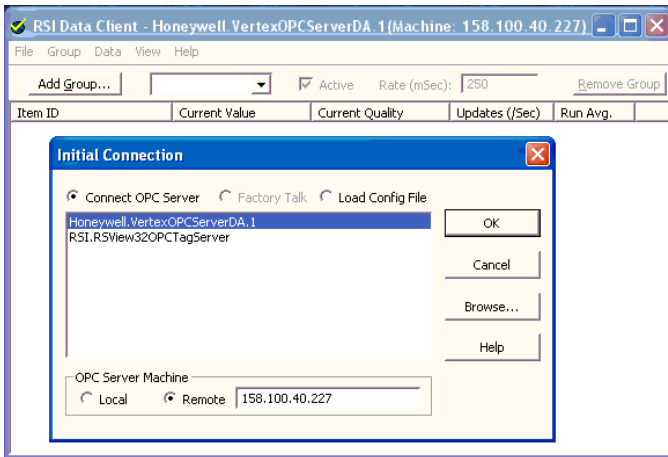 RSI Data Client - Honeywell.VertexOPCServerDA.1(Machine: 158.100.40.227)
File Group Data View Help
Add Group... Active Rate (mSec): 250 Remove Group
Item ID Current Value Current Quality Updates (/Sec) Run Avg.
Initial Connection
Connect OPC Server Factory Talk Load Config File
Honeywell.VertexOPCServerDA.1
RSI.RSView32OPCTagServer
OK
Cancel
Browse...
Help
OPC Server Machine
Local Remote 158.100.40.227